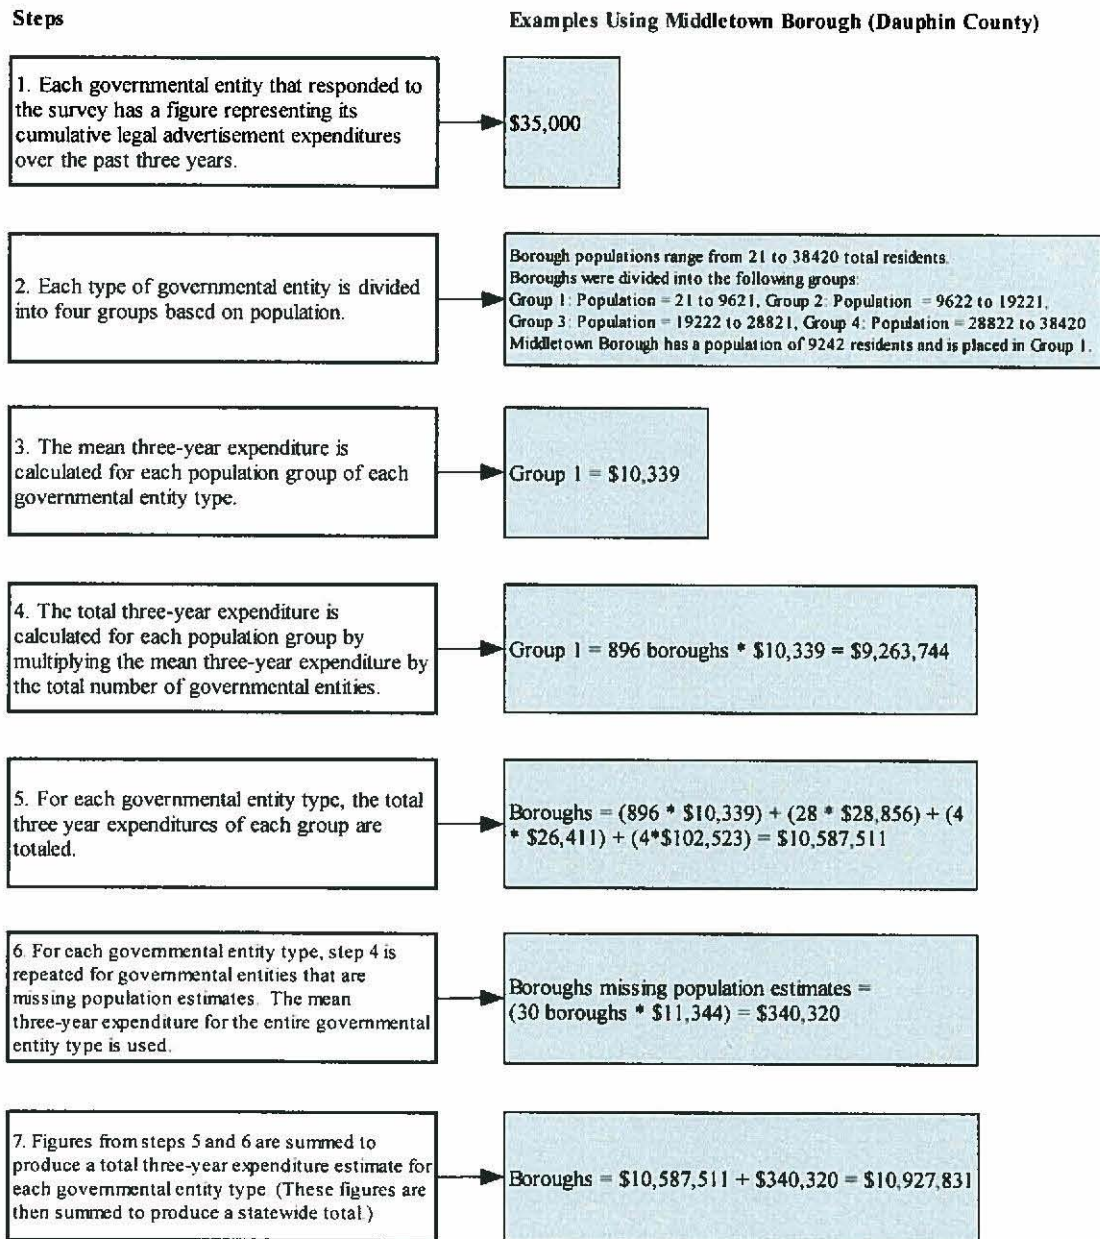 Steps
Examples Using Middletown Borough (Dauphin County)
1. Each governmental entity that responded to
the survey has a figure representing its
cumulative legal advertisement expenditures
over the past three years.
$35,000
2. Each type of governmental entity is divided
into four groups based on population.
Borough populations range from 21 to 38420 total residents.
Boroughs were divided into the following groups:
Group 1: Population = 21 to 9621, Group 2: Population = 9622 to 19221,
Group 3: Population = 19222 to 28821, Group 4: Population = 28822 to 38420
Middletown Borough has a population of 9242 residents and is placed in Group 1.
3. The mean three-year expenditure is
calculated for each population group of each
governmental entity type.
Group 1 = $10,339
4. The total three-year expenditure is
calculated for each population group by
multiplying the mean three-year expenditure by
the total number of governmental entities.
Group 1 = 896 boroughs * $10,339 = $9,263,744
5. For each governmental entity type, the total
three year expenditures of each group are
totaled.
Boroughs = (896 * $10,339) + (28 * $28,856) + (4
* $26,411) + (4*$102,523) = $10,587,511
6. For each governmental entity type, step 4 is
repeated for governmental entities that are
missing population estimates. The mean
three-year expenditure for the entire governmental
entity type is used.
Boroughs missing population estimates =
(30 boroughs * $11,344) = $340,320
7. Figures from steps 5 and 6 are summed to
produce a total three-year expenditure estimate for
each governmental entity type. (These figures are
then summed to produce a statewide total.)
Boroughs = $10,587,511 + $340,320 = $10,927,831